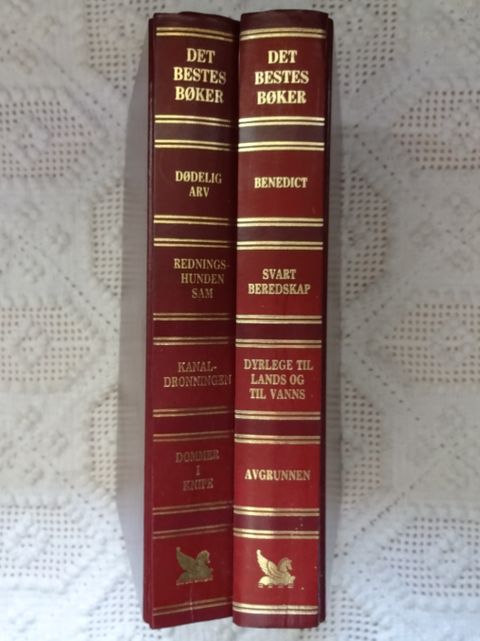 DET
BESTES
BØKER
DØDELIG
ARV
REDNINGS-
HUNDEN
SAM
KANAL-
DRONNINGEN
DOMMER
I
KNIPE
DET
BESTES
BØKER
BENEDICT
SVART
BEREDSKAP
DYRLEGE TIL
LANDS OG
TIL VANNS
AVGRUNNEN